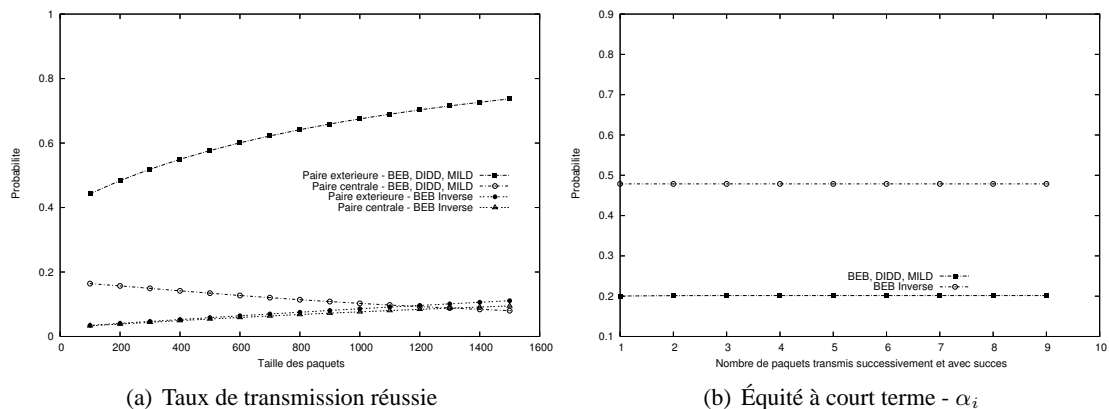 1
0.8
0.6
0.4
0.2
0
Probabilite
Paire exterieure - BEB, DIDD, MILD
Paire centrale - BEB, DIDD, MILD
Paire exterieure - BEB Inverse
Paire centrale - BEB Inverse
0 200 400 600 800 1000 1200 1400 1600
Taille des paquets
(a) Taux de transmission réussie
0.9
0.8
0.7
0.6
0.5
0.4
0.3
0.2
0.1
Probabilite
BEB, DIDD, MILD
BEB Inverse
1 2 3 4 5 6 7 8 9 10
Nombre de paquets transmis successivement et avec succes
(b) Équité à court terme - αi